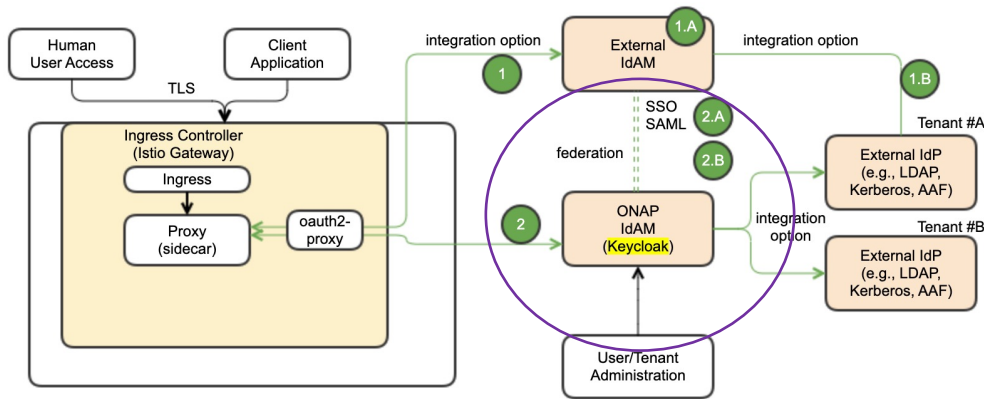 Human
User Access
Client
Application
TLS
Ingress Controller
(Istio Gateway)
Ingress
Proxy
(sidecar)
oauth2-
proxy
integration option
1
2
External
IdAM
1.A
integration option
1.B
SSO
SAML
2.A
2.B
federation
ONAP
IdAM
(Keycloak)
integration
option
User/Tenant
Administration
Tenant #A
External IdP
(e.g., LDAP,
Kerberos, AAF)
Tenant #B
External IdP
(e.g., LDAP,
Kerberos, AAF)